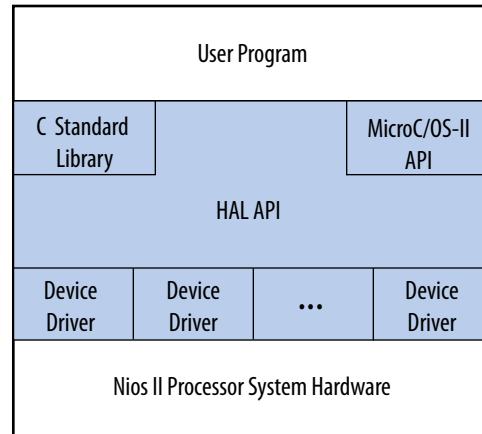 User Program
C Standard
Library
MicroC/OS-II
API
HAL API
Device
Driver
Device
Driver
...
Device
Driver
Nios II Processor System Hardware